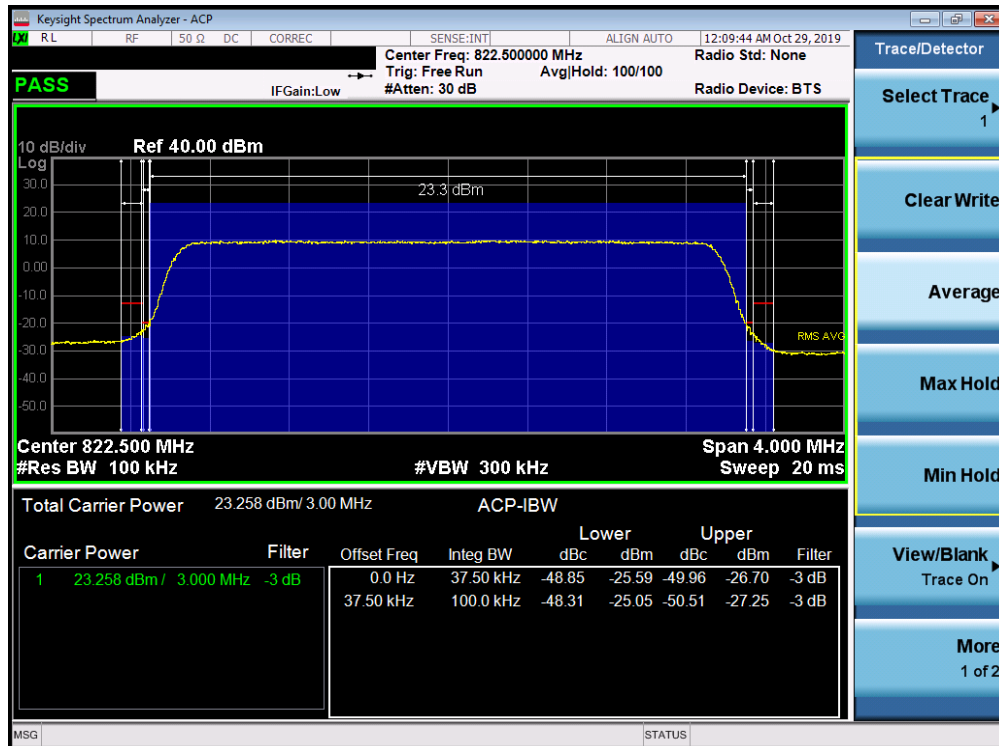 Keysight Spectrum Analyzer - ACP
LXI RL RF 50 Ω DC CORREC SENSE:INT ALIGN AUTO 12:09:44 AM Oct 29, 2019
Center Freq: 822.500000 MHz Radio Std: None
Trig: Free Run Avg|Hold: 100/100
PASS IFGain:Low #Atten: 30 dB Radio Device: BTS
10 dB/div Ref 40.00 dBm
Log
30.0
23.3 dBm
20.0
10.0
0.00
-10.0
-20.0
RMS AVG
-30.0
-40.0
-50.0
Center 822.500 MHz Span 4.000 MHz
#Res BW 100 kHz #VBW 300 kHz Sweep 20 ms
Total Carrier Power 23.258 dBm/ 3.00 MHz ACP-IBW
Lower Upper
Carrier Power Filter Offset Freq Integ BW dBc dBm dBc dBm Filter
1 23.258 dBm / 3.000 MHz -3 dB 0.0 Hz 37.50 kHz -48.85 -25.59 -49.96 -26.70 -3 dB
37.50 kHz 100.0 kHz -48.31 -25.05 -50.51 -27.25 -3 dB
MSG STATUS
Trace/Detector
Select Trace
1
Clear Write
Average
Max Hold
Min Hold
View/Blank
Trace On
More
1 of 2